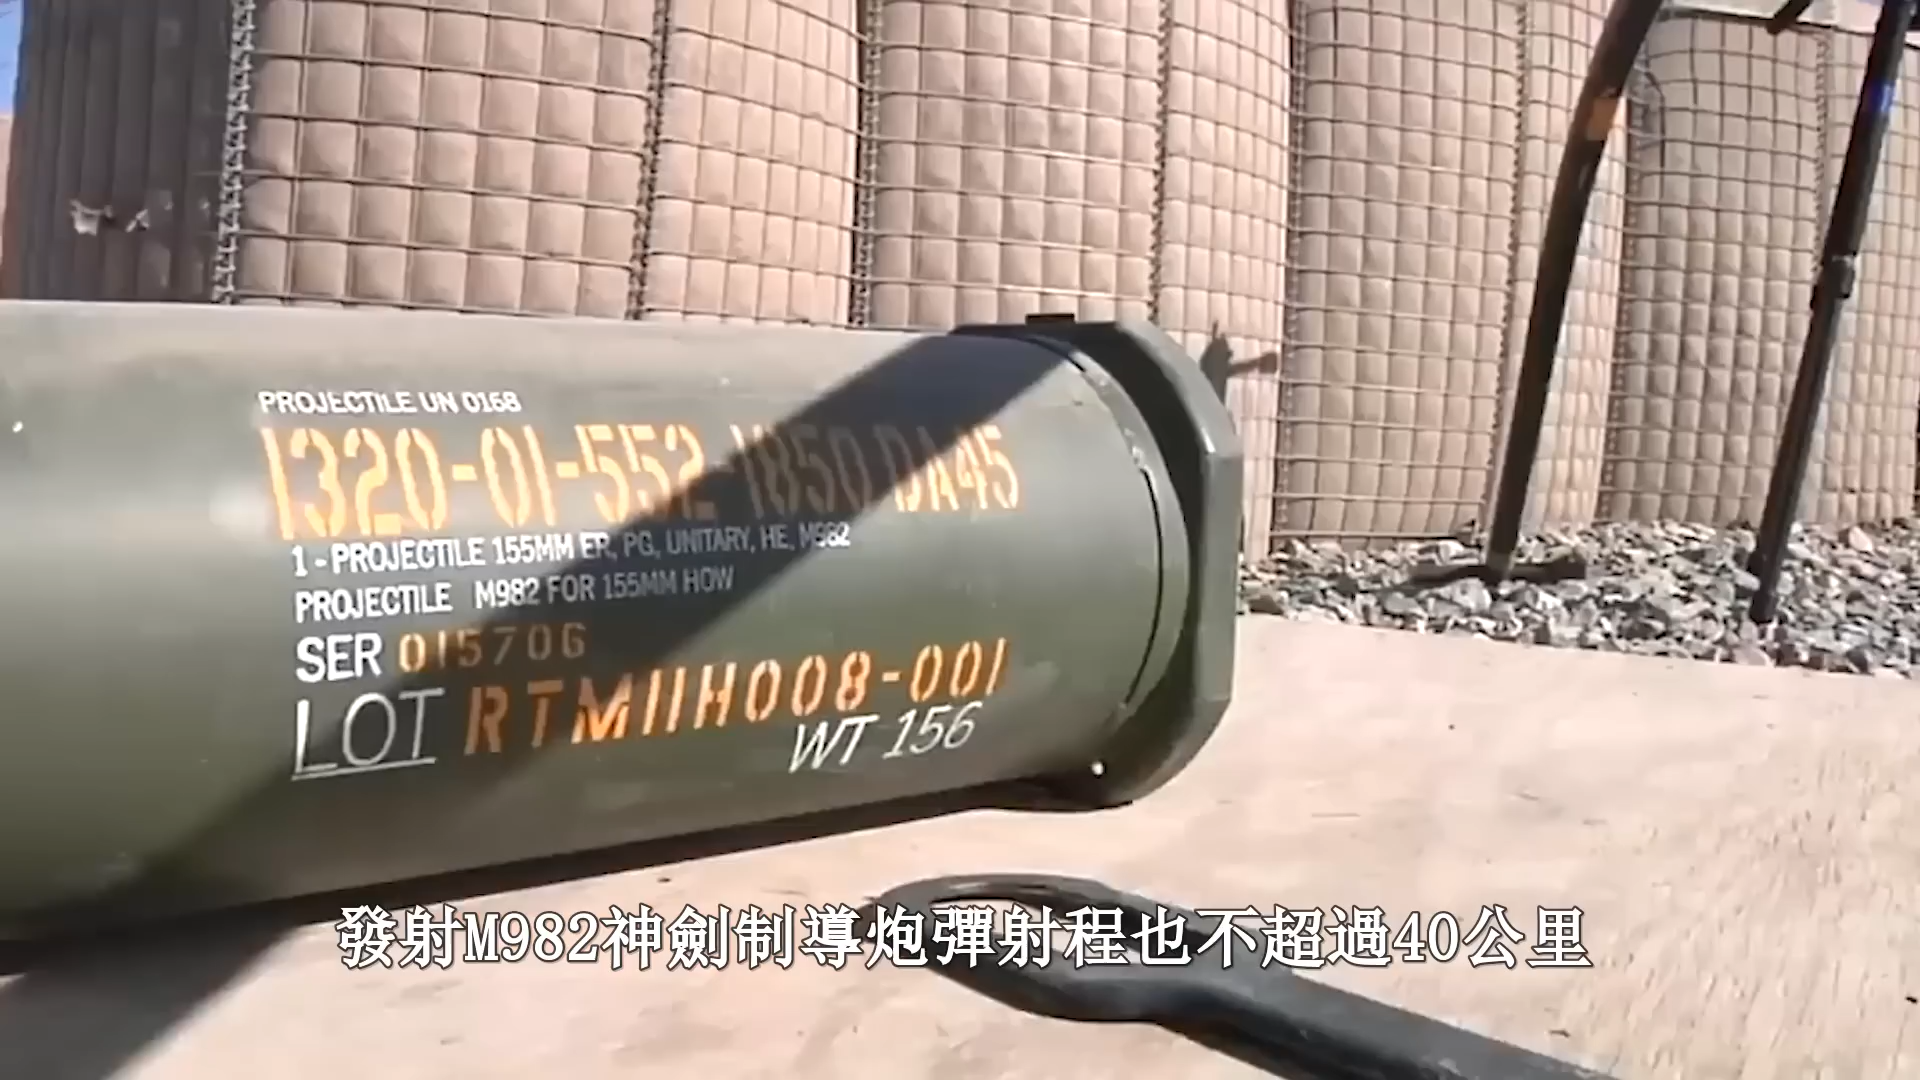 PROJECTILE UN 0168
1320-01-552-1850 DA45
1 - PROJECTILE 155MM ER, PG, UNITARY, HE, M982
PROJECTILE M982 FOR 155MM HOW
SER 015706
LOT RTM11H008-001
WT 156
發射M982神劍制導炮彈射程也不超過40公里